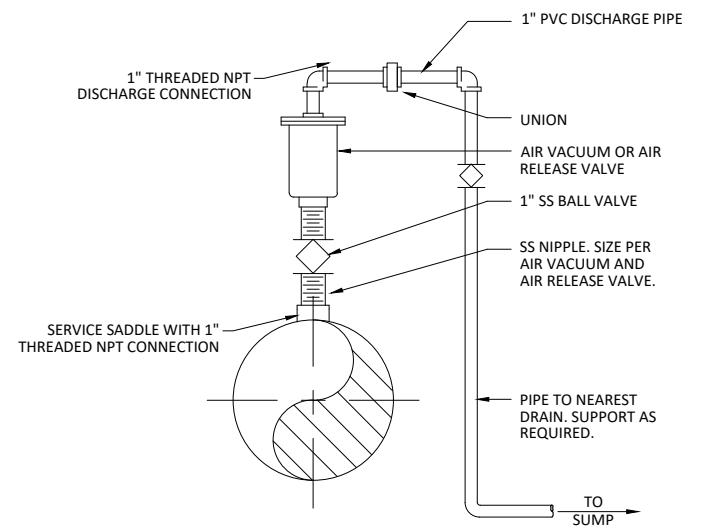 1" PVC DISCHARGE PIPE
1" THREADED NPT
DISCHARGE CONNECTION
UNION
AIR VACUUM OR AIR
RELEASE VALVE
1" SS BALL VALVE
SS NIPPLE. SIZE PER
AIR VACUUM AND
AIR RELEASE VALVE.
SERVICE SADDLE WITH 1"
THREADED NPT CONNECTION
PIPE TO NEAREST
DRAIN. SUPPORT AS
REQUIRED.
TO
SUMP